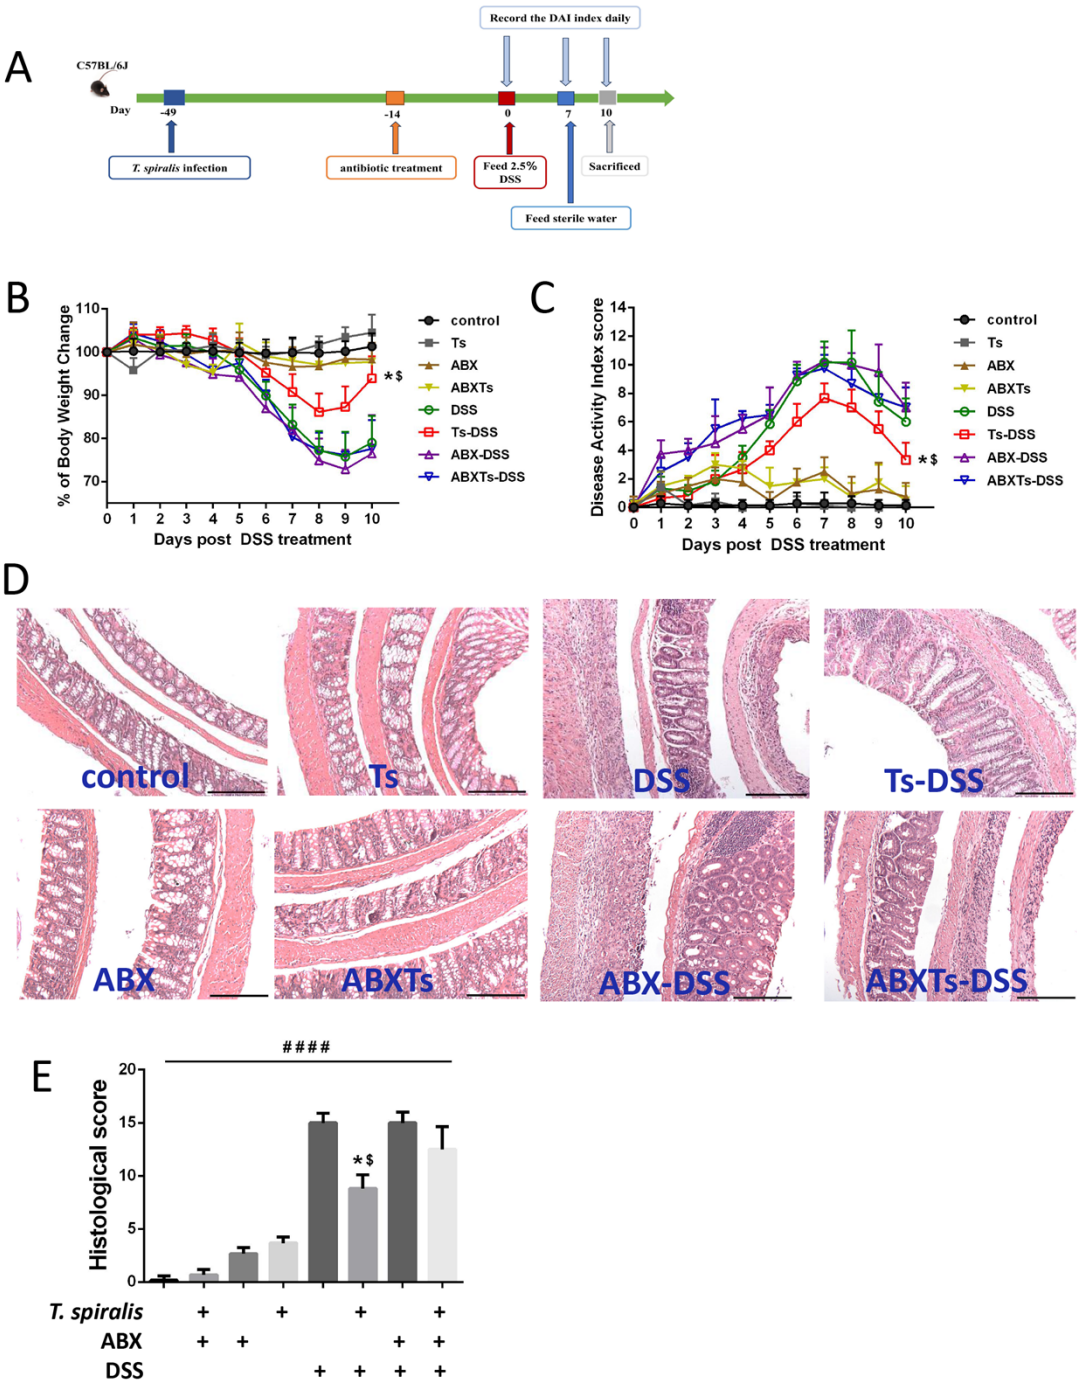 A
Record the DAI index daily
C57BL/6J
Day
-49
-14
0
7
10
T. spiralis infection
antibiotic treatment
Feed 2.5%
DSS
Sacrificed
Feed sterile water
B
% of Body Weight Change
110
100
90
80
70
0 1 2 3 4 5 6 7 8 9 10
Days post DSS treatment
*$
control
Ts
ABX
ABXTs
DSS
Ts-DSS
ABX-DSS
ABXTs-DSS
C
Disease Activity Index score
14
12
10
8
6
4
2
0
0 1 2 3 4 5 6 7 8 9 10
Days post DSS treatment
*$
control
Ts
ABX
ABXTs
DSS
Ts-DSS
ABX-DSS
ABXTs-DSS
D
control
Ts
DSS
Ts-DSS
ABX
ABXTs
ABX-DSS
ABXTs-DSS
E
####
Histological score
20
15
10
5
0
*$
T. spiralis + + + +
ABX + + + +
DSS + + + +